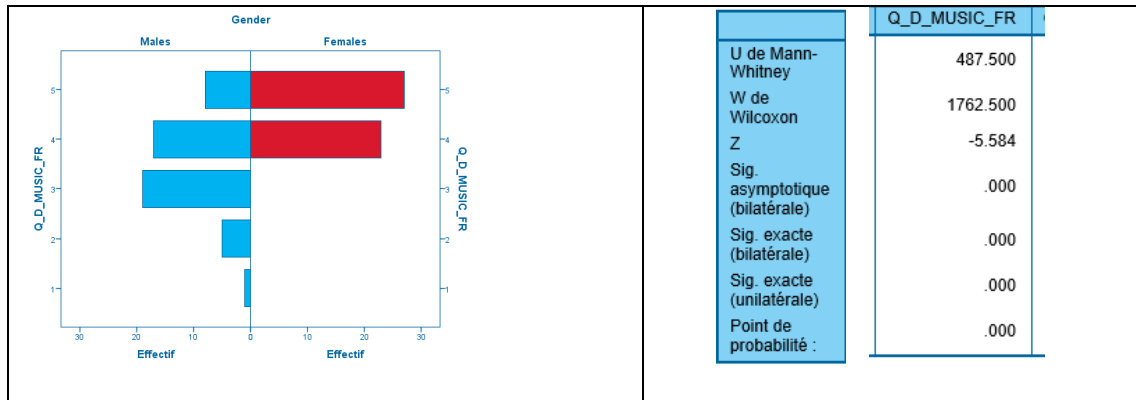 Gender
Males Females
Q_D_MUSIC_FR
5
4
3
2
1
5
4
3
2
1
Q_D_MUSIC_FR
30 20 10 0 10 20 30
Effectif Effectif
Q_D_MUSIC_FR
U de Mann-
Whitney
487.500
W de
Wilcoxon
1762.500
Z
-5.584
Sig.
asymptotique
(bilatérale)
.000
Sig. exacte
(bilatérale)
.000
Sig. exacte
(unilatérale)
.000
Point de
probabilité :
.000